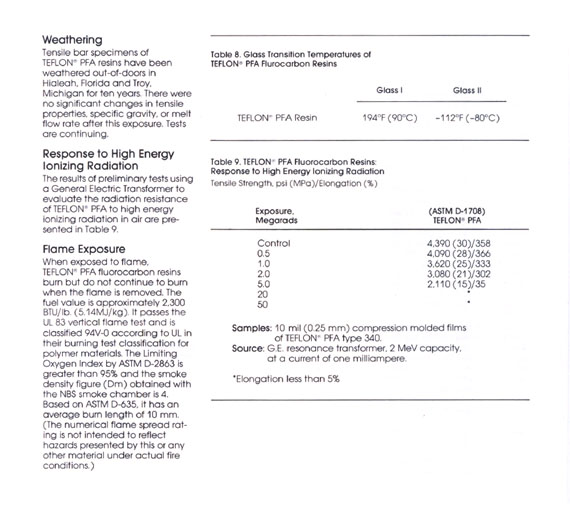 Weathering
Tensile bar specimens of
TEFLON® PFA resins have been
weathered out-of-doors in
Hialeah, Florida and Troy,
Michigan for ten years. There were
no significant changes in tensile
properties, specific gravity, or melt
flow rate after this exposure. Tests
are continuing.
Response to High Energy
Ionizing Radiation
The results of preliminary tests using
a General Electric Transformer to
evaluate the radiation resistance
of TEFLON® PFA to high energy
ionizing radiation in air are pre-
sented in Table 9.
Flame Exposure
When exposed to flame,
TEFLON® PFA fluorocarbon resins
burn but do not continue to burn
when the flame is removed. The
fuel value is approximately 2,300
BTU/lb. (5.14MJ/kg). It passes the
UL 83 vertical flame test and is
classified 94V-0 according to UL in
their burning test classification for
polymer materials. The Limiting
Oxygen Index by ASTM D-2863 is
greater than 95% and the smoke
density figure (Dm) obtained with
the NBS smoke chamber is 4.
Based on ASTM D-635, it has an
average burn length of 10 mm.
(The numerical flame spread rat-
ing is not intended to reflect
hazards presented by this or any
other material under actual fire
conditions.)
Table 8. Glass Transition Temperatures of
TEFLON® PFA Flurocarbon Resins
Glass I Glass II
TEFLON® PFA Resin 194°F (90°C) -112°F (-80°C)
Table 9. TEFLON® PFA Fluorocarbon Resins:
Response to High Energy Ionizing Radiation
Tensile Strength, psi (MPa)/Elongation (%)
Exposure, (ASTM D-1708)
Megarads TEFLON® PFA
Control 4,390 (30)/358
0.5 4,090 (28)/366
1.0 3,620 (25)/333
2.0 3,080 (21)/302
5.0 2,110 (15)/35
20 *
50 *
Samples: 10 mil (0.25 mm) compression molded films
of TEFLON® PFA type 340.
Source: G.E. resonance transformer, 2 MeV capacity,
at a current of one milliampere.
*Elongation less than 5%